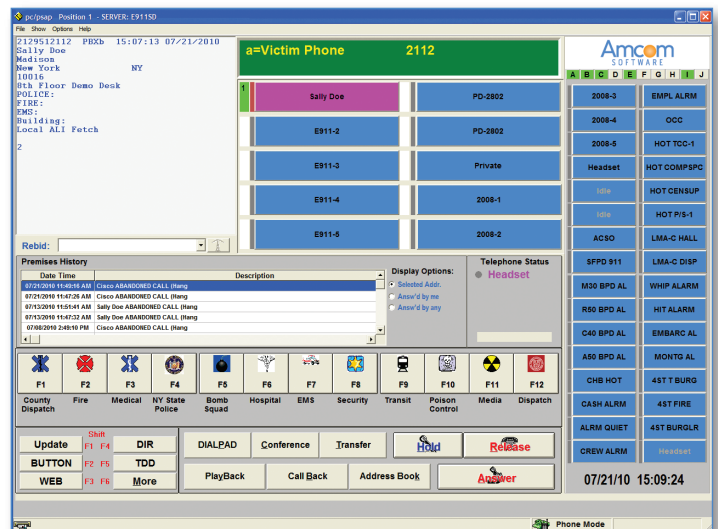 pc/psap Position 1 - SERVER: E911SD
File Show Options Help
2129512112 PBXb 15:07:13 07/21/2010
Sally Doe
Madison
New York NY
10016
8th Floor Demo Desk
POLICE:
FIRE:
EMS:
Building:
Local ALI Fetch
2
Rebid:
a=Victim Phone 2112
1
Sally Doe PD-2802
E911-2 PD-2802
E911-3 Private
E911-4 2008-1
E911-5 2008-2
Amcom
SOFTWARE
A B C D E F G H I J
2008-3 EMPL ALRM
2008-4 OCC
2008-5 HOT TCC-1
Headset HOT COMPSPC
Idle HOT CENSUP
Idle HOT P/S-1
ACSO LMA-C HALL
SFPD 911 LMA-C DISP
M30 BPD AL WHIP ALARM
R50 BPD AL HIT ALARM
C40 BPD AL EMBARC AL
A50 BPD AL MONTG AL
CHB HOT 4ST T BURG
CASH ALRM 4ST FIRE
ALRM QUIET 4ST BURGLR
CREW ALRM Headset
Premises History
Date Time Description
07/21/2010 11:49:16 AM Cisco ABANDONED CALL (Hang
07/21/2010 11:47:26 AM Cisco ABANDONED CALL (Hang
07/13/2010 11:51:41 AM Sally Doe ABANDONED CALL (Hang
07/13/2010 11:47:32 AM Sally Doe ABANDONED CALL (Hang
07/08/2010 2:49:10 PM Cisco ABANDONED CALL (Hang
Display Options:
Selected Addr.
Answ'd by me
Answ'd by any
Telephone Status
Headset
F1 F2 F3 F4 F5 F6 F7 F8 F9 F10 F11 F12
County Dispatch
Fire
Medical
NY State Police
Bomb Squad
Hospital
EMS
Security
Transit
Poison Control
Media
Dispatch
Shift
Update F1 F4 DIR
BUTTON F2 F5 TDD
WEB F3 F6 More
DIALPAD Conference Transfer Hold Release
PlayBack Call Back Address Book Answer
07/21/10 15:09:24
Phone Mode